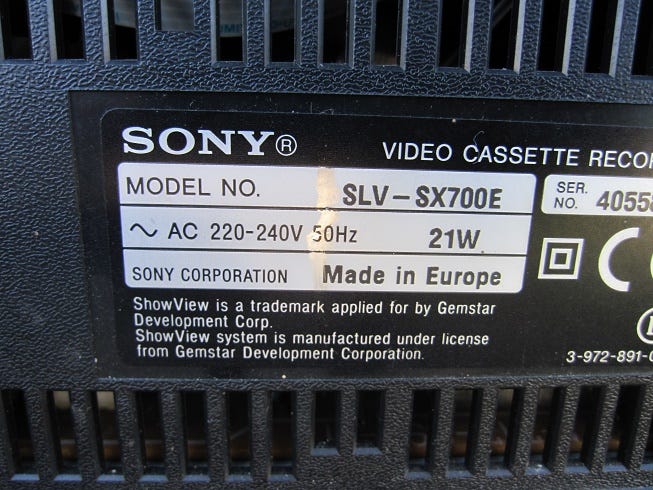 SONY®
VIDEO CASSETTE RECOR
MODEL NO. SLV-SX700E
SER. NO. 40558
~ AC 220-240V 50Hz 21W
SONY CORPORATION Made in Europe
ShowView is a trademark applied for by Gemstar
Development Corp.
ShowView system is manufactured under license
from Gemstar Development Corporation.
3-972-891-